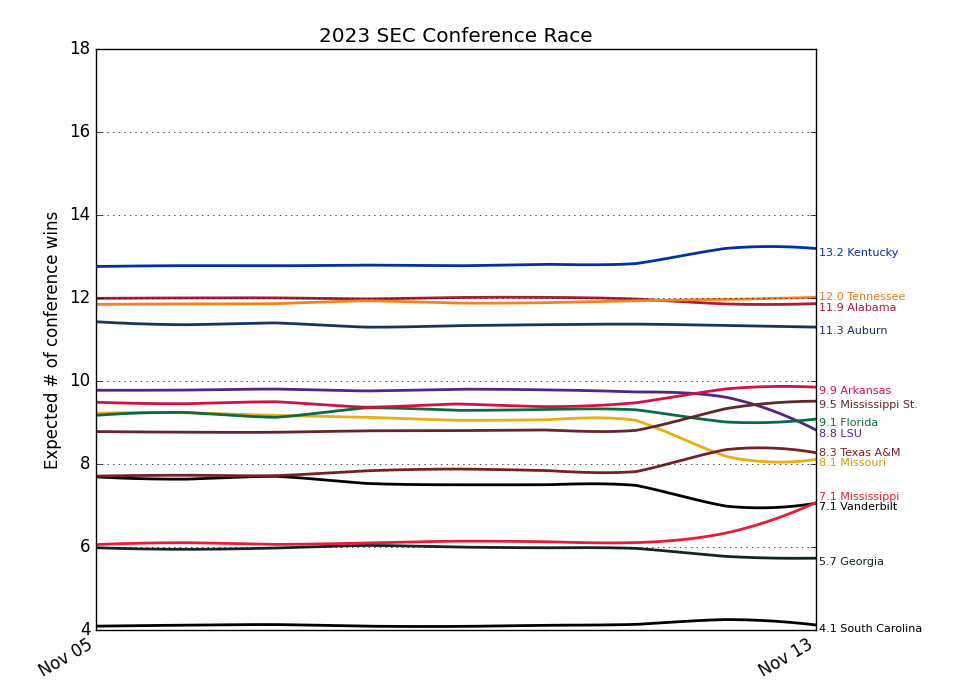 2023 SEC Conference Race
Expected # of conference wins
18
16
14
12
10
8
6
4
13.2 Kentucky
12.0 Tennessee
11.9 Alabama
11.3 Auburn
9.9 Arkansas
9.5 Mississippi St.
9.1 Florida
8.8 LSU
8.3 Texas A&M
8.1 Missouri
7.1 Mississippi
7.1 Vanderbilt
5.7 Georgia
4.1 South Carolina
Nov 05
Nov 13